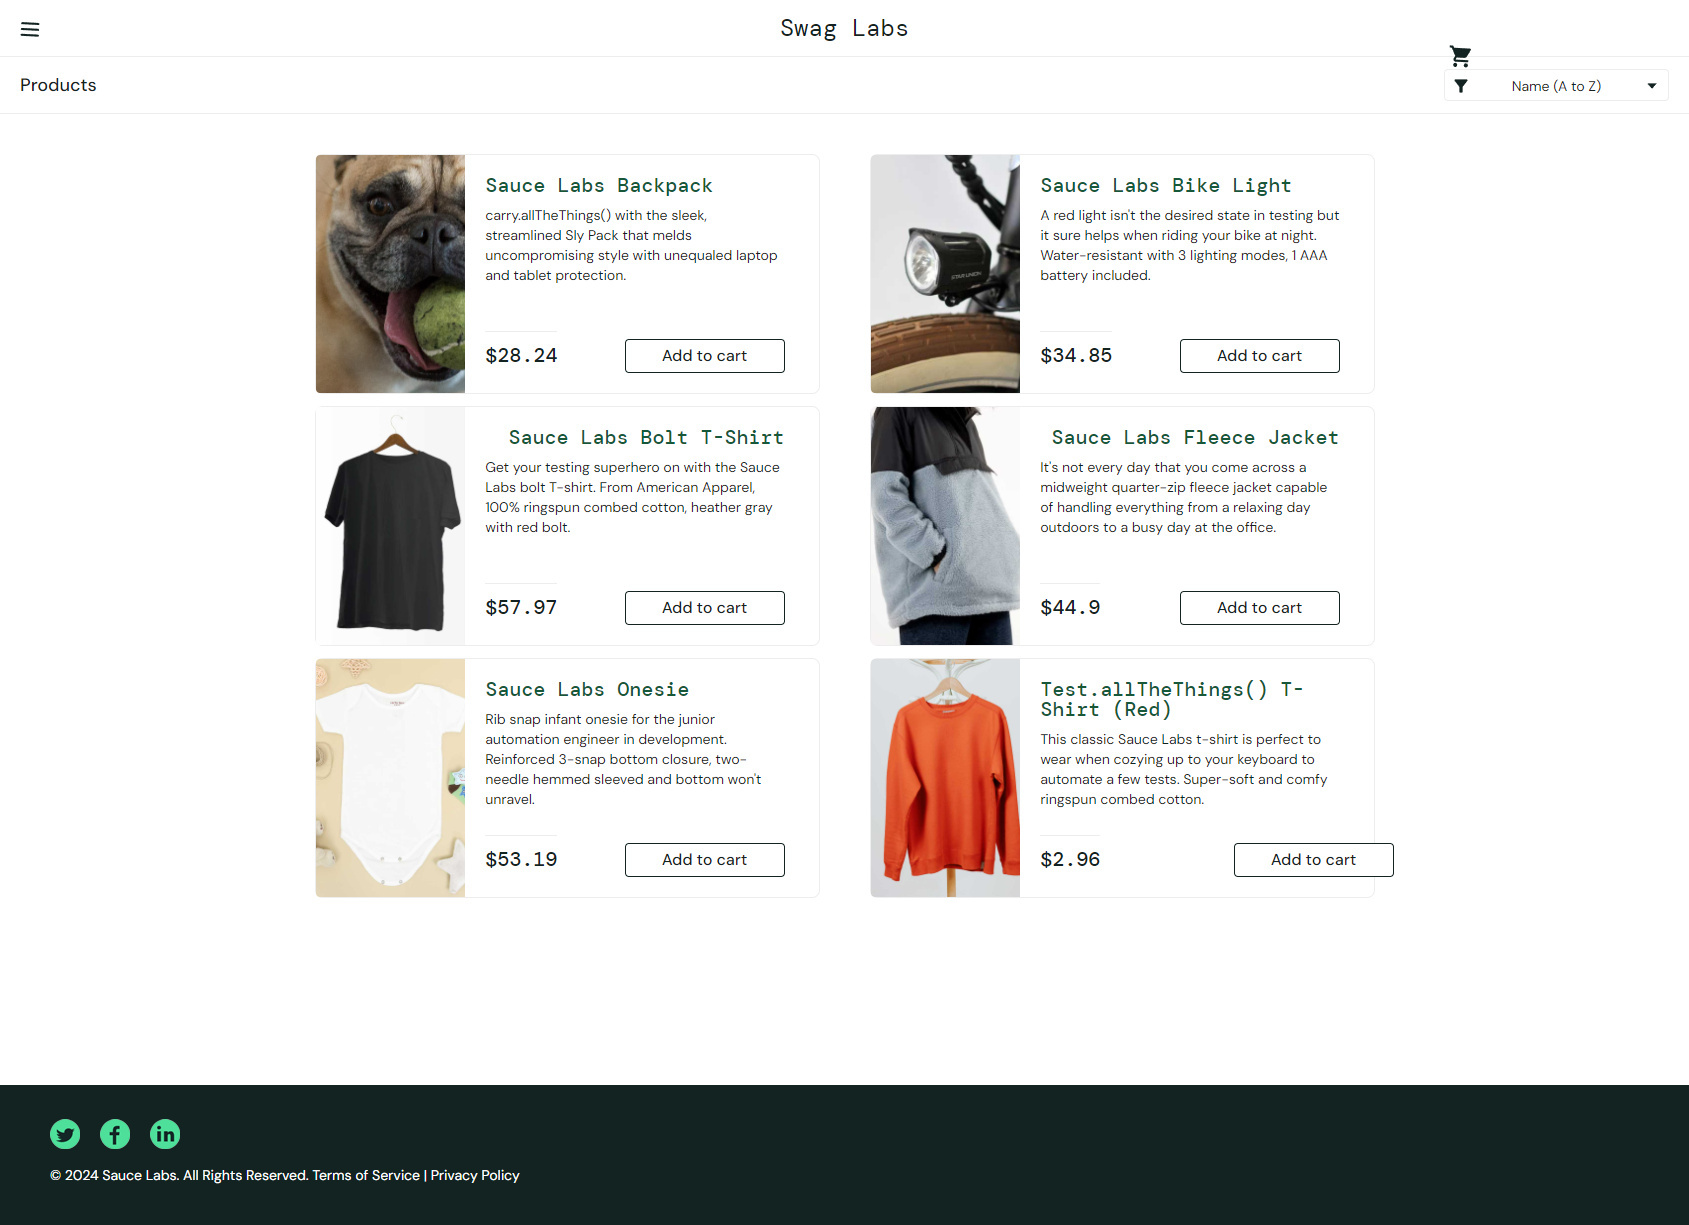 Swag Labs
Products
Name (A to Z)
Sauce Labs Backpack
carry.allTheThings() with the sleek,
streamlined Sly Pack that melds
uncompromising style with unequaled laptop
and tablet protection.
$28.24
Add to cart
Sauce Labs Bike Light
A red light isn't the desired state in testing but
it sure helps when riding your bike at night.
Water-resistant with 3 lighting modes, 1 AAA
battery included.
$34.85
Add to cart
Sauce Labs Bolt T-Shirt
Get your testing superhero on with the Sauce
Labs bolt T-shirt. From American Apparel,
100% ringspun combed cotton, heather gray
with red bolt.
$57.97
Add to cart
Sauce Labs Fleece Jacket
It's not every day that you come across a
midweight quarter-zip fleece jacket capable
of handling everything from a relaxing day
outdoors to a busy day at the office.
$44.9
Add to cart
Sauce Labs Onesie
Rib snap infant onesie for the junior
automation engineer in development.
Reinforced 3-snap bottom closure, two-
needle hemmed sleeved and bottom won't
unravel.
$53.19
Add to cart
Test.allTheThings() T-
Shirt (Red)
This classic Sauce Labs t-shirt is perfect to
wear when cozying up to your keyboard to
automate a few tests. Super-soft and comfy
ringspun combed cotton.
$2.96
Add to cart
© 2024 Sauce Labs. All Rights Reserved. Terms of Service | Privacy Policy